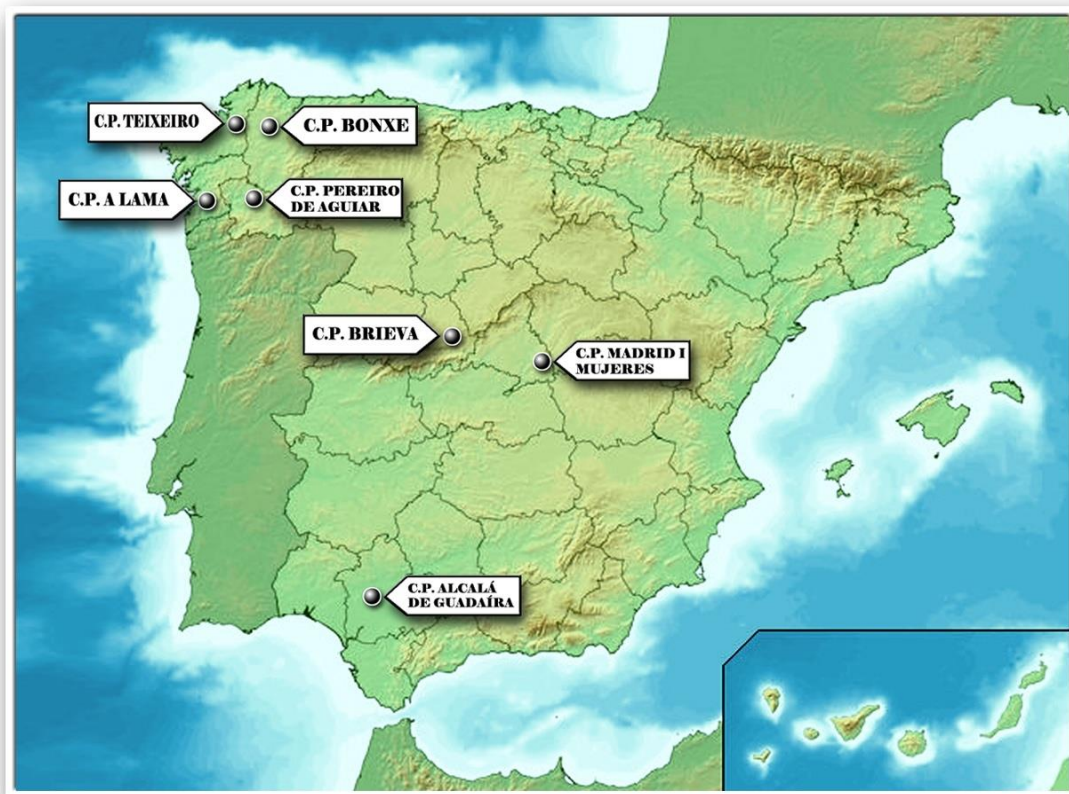 C.P. TEIXEIRO
C.P. BONXE
C.P. A LAMA
C.P. PEREIRO
DE AGUIAR
C.P. BRIEVA
C.P. MADRID I
MUJERES
C.P. ALCALÁ
DE GUADAÍRA